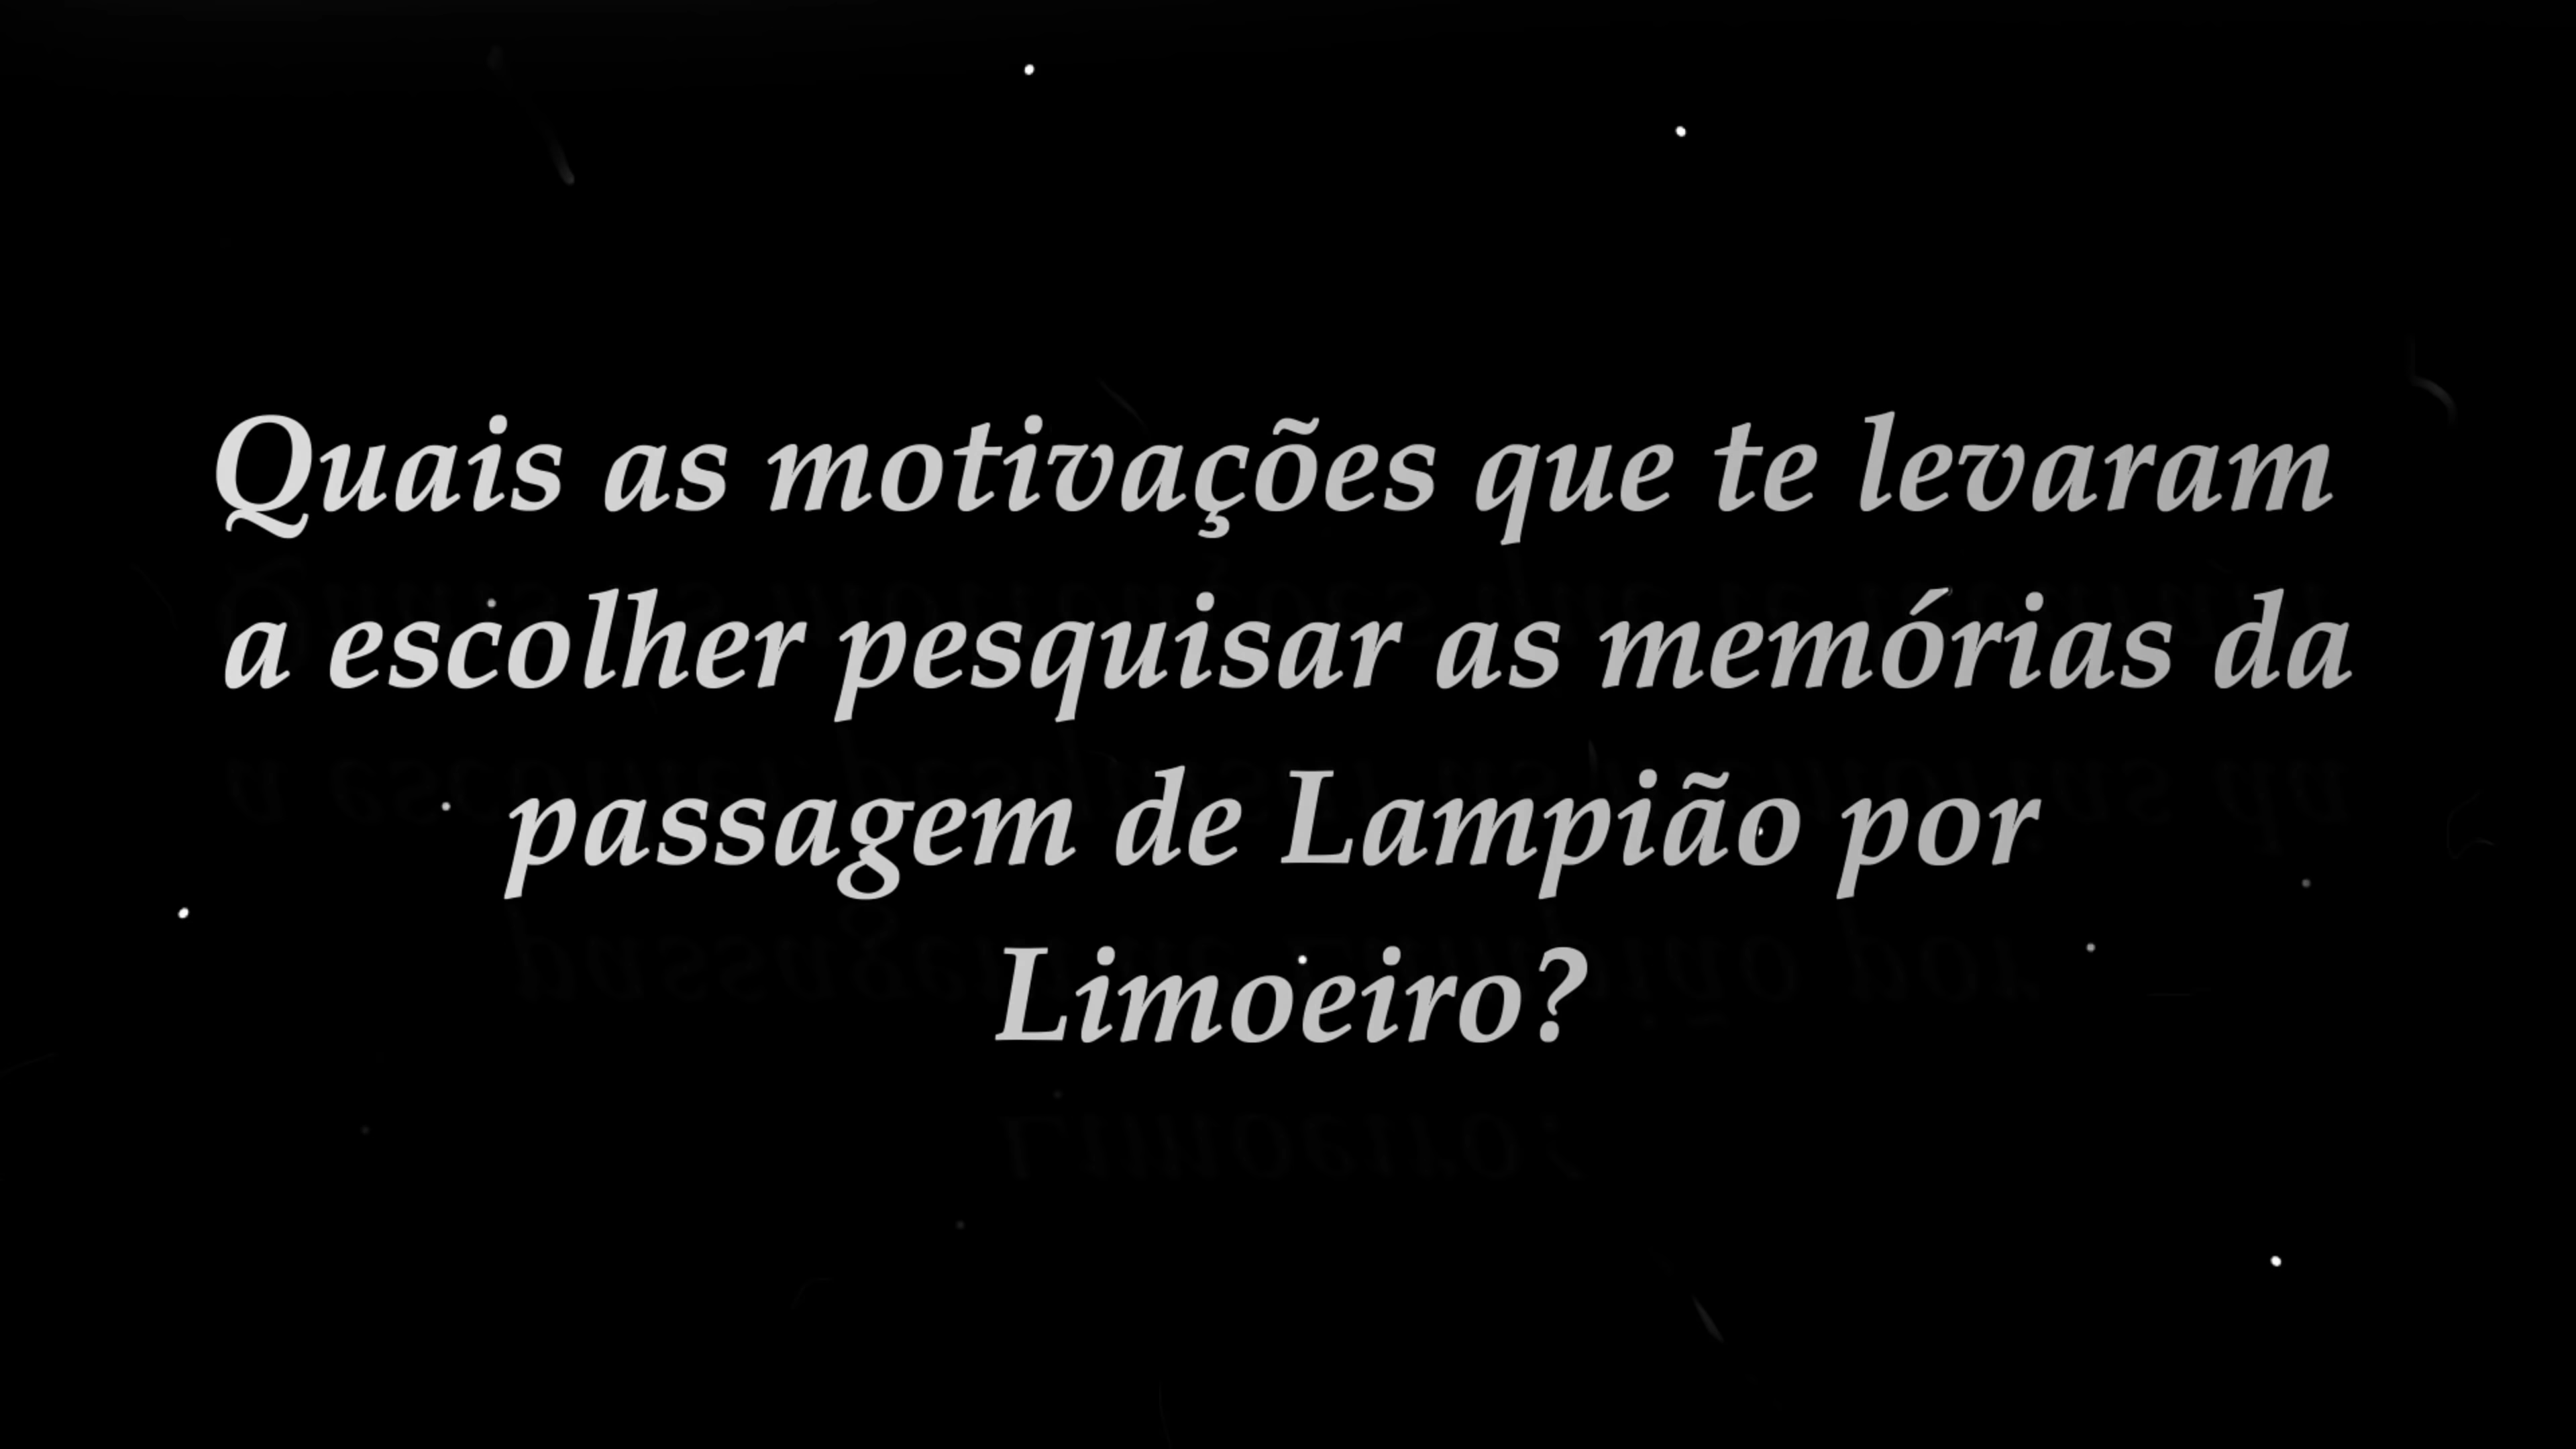 Quais as motivações que te levaram
a escolher pesquisar as memórias da
passagem de Lampião por
Limoeiro?